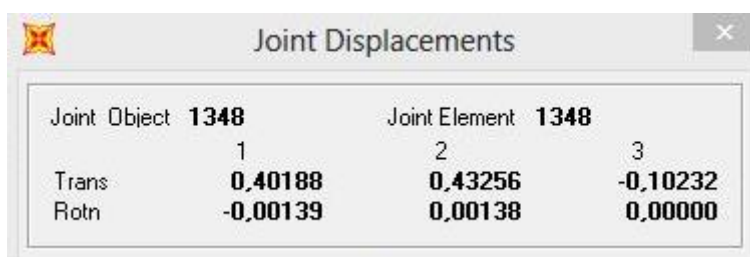 Joint Displacements
Joint Object 1348 Joint Element 1348
1 2 3
Trans 0,40188 0,43256 -0,10232
Rotn -0,00139 0,00138 0,00000